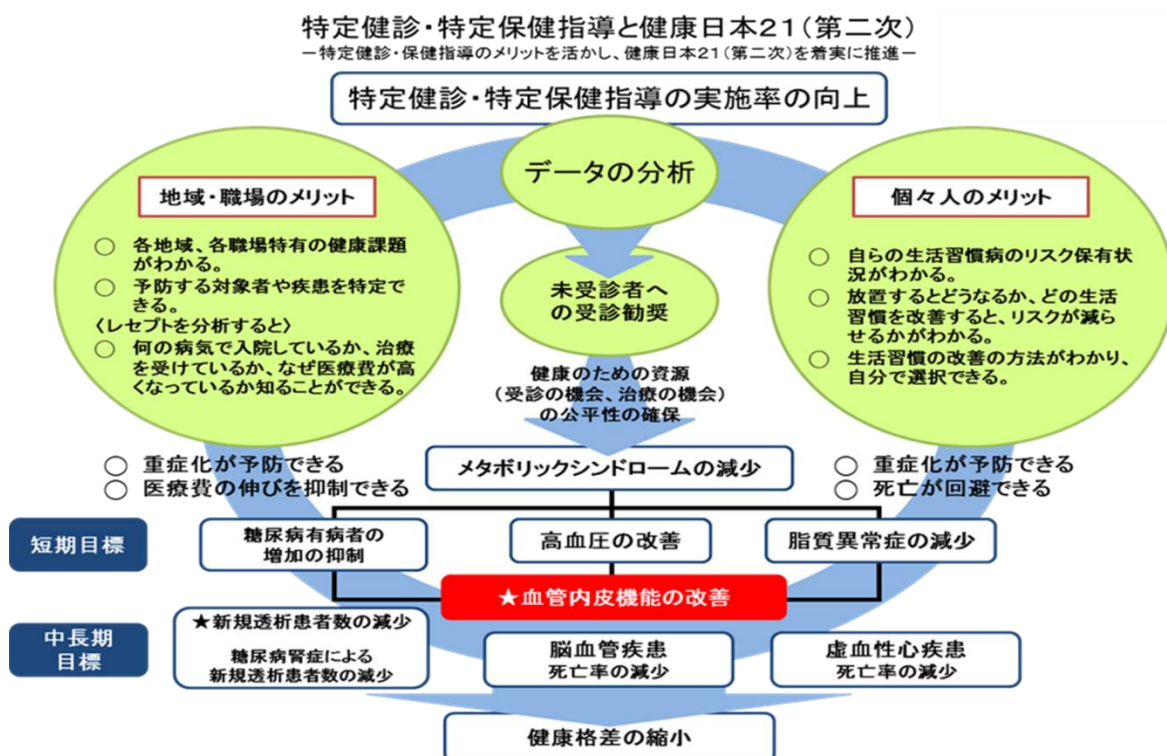 特定健診・特定保健指導と健康日本21(第二次)
－特定健診・保健指導のメリットを活かし、健康日本21(第二次)を着実に推進－
特定健診・特定保健指導の実施率の向上
データの分析
地域・職場のメリット
○ 各地域、各職場特有の健康課題
がわかる。
○ 予防する対象者や疾患を特定で
きる。
〈レセプトを分析すると〉
○ 何の病気で入院しているか、治療
を受けているか、なぜ医療費が高
くなっているか知ることができる。
未受診者へ
の受診勧奨
個々人のメリット
○ 自らの生活習慣病のリスク保有状
況がわかる。
○ 放置するとどうなるか、どの生活
習慣を改善すると、リスクが減ら
せるかがわかる。
○ 生活習慣の改善の方法がわかり、
自分で選択できる。
健康のための資源
(受診の機会、治療の機会)
の公平性の確保
○ 重症化が予防できる
○ 医療費の伸びを抑制できる
メタボリックシンドロームの減少
○ 重症化が予防できる
○ 死亡が回避できる
短期目標
糖尿病有病者の
増加の抑制
高血圧の改善
脂質異常症の減少
★血管内皮機能の改善
中長期
目標
★新規透析患者数の減少
糖尿病腎症による
新規透析患者数の減少
脳血管疾患
死亡率の減少
虚血性心疾患
死亡率の減少
健康格差の縮小